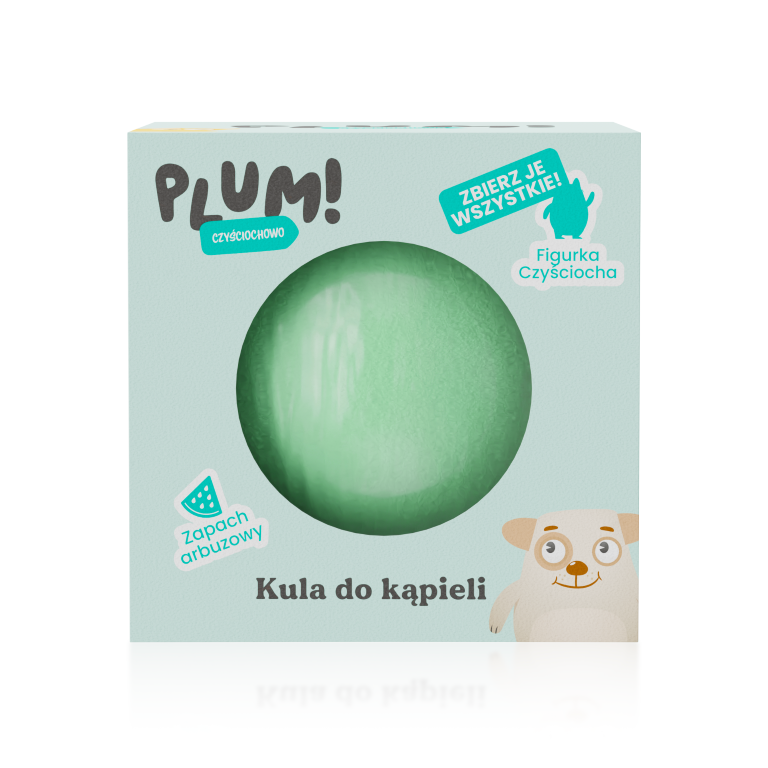 PLUM!
CZYŚCIOCHOWO
ZBIERZ JE
WSZYSTKIE!
Figurka
Czyściocha
Zapach
arbuzowy
Kula do kąpieli